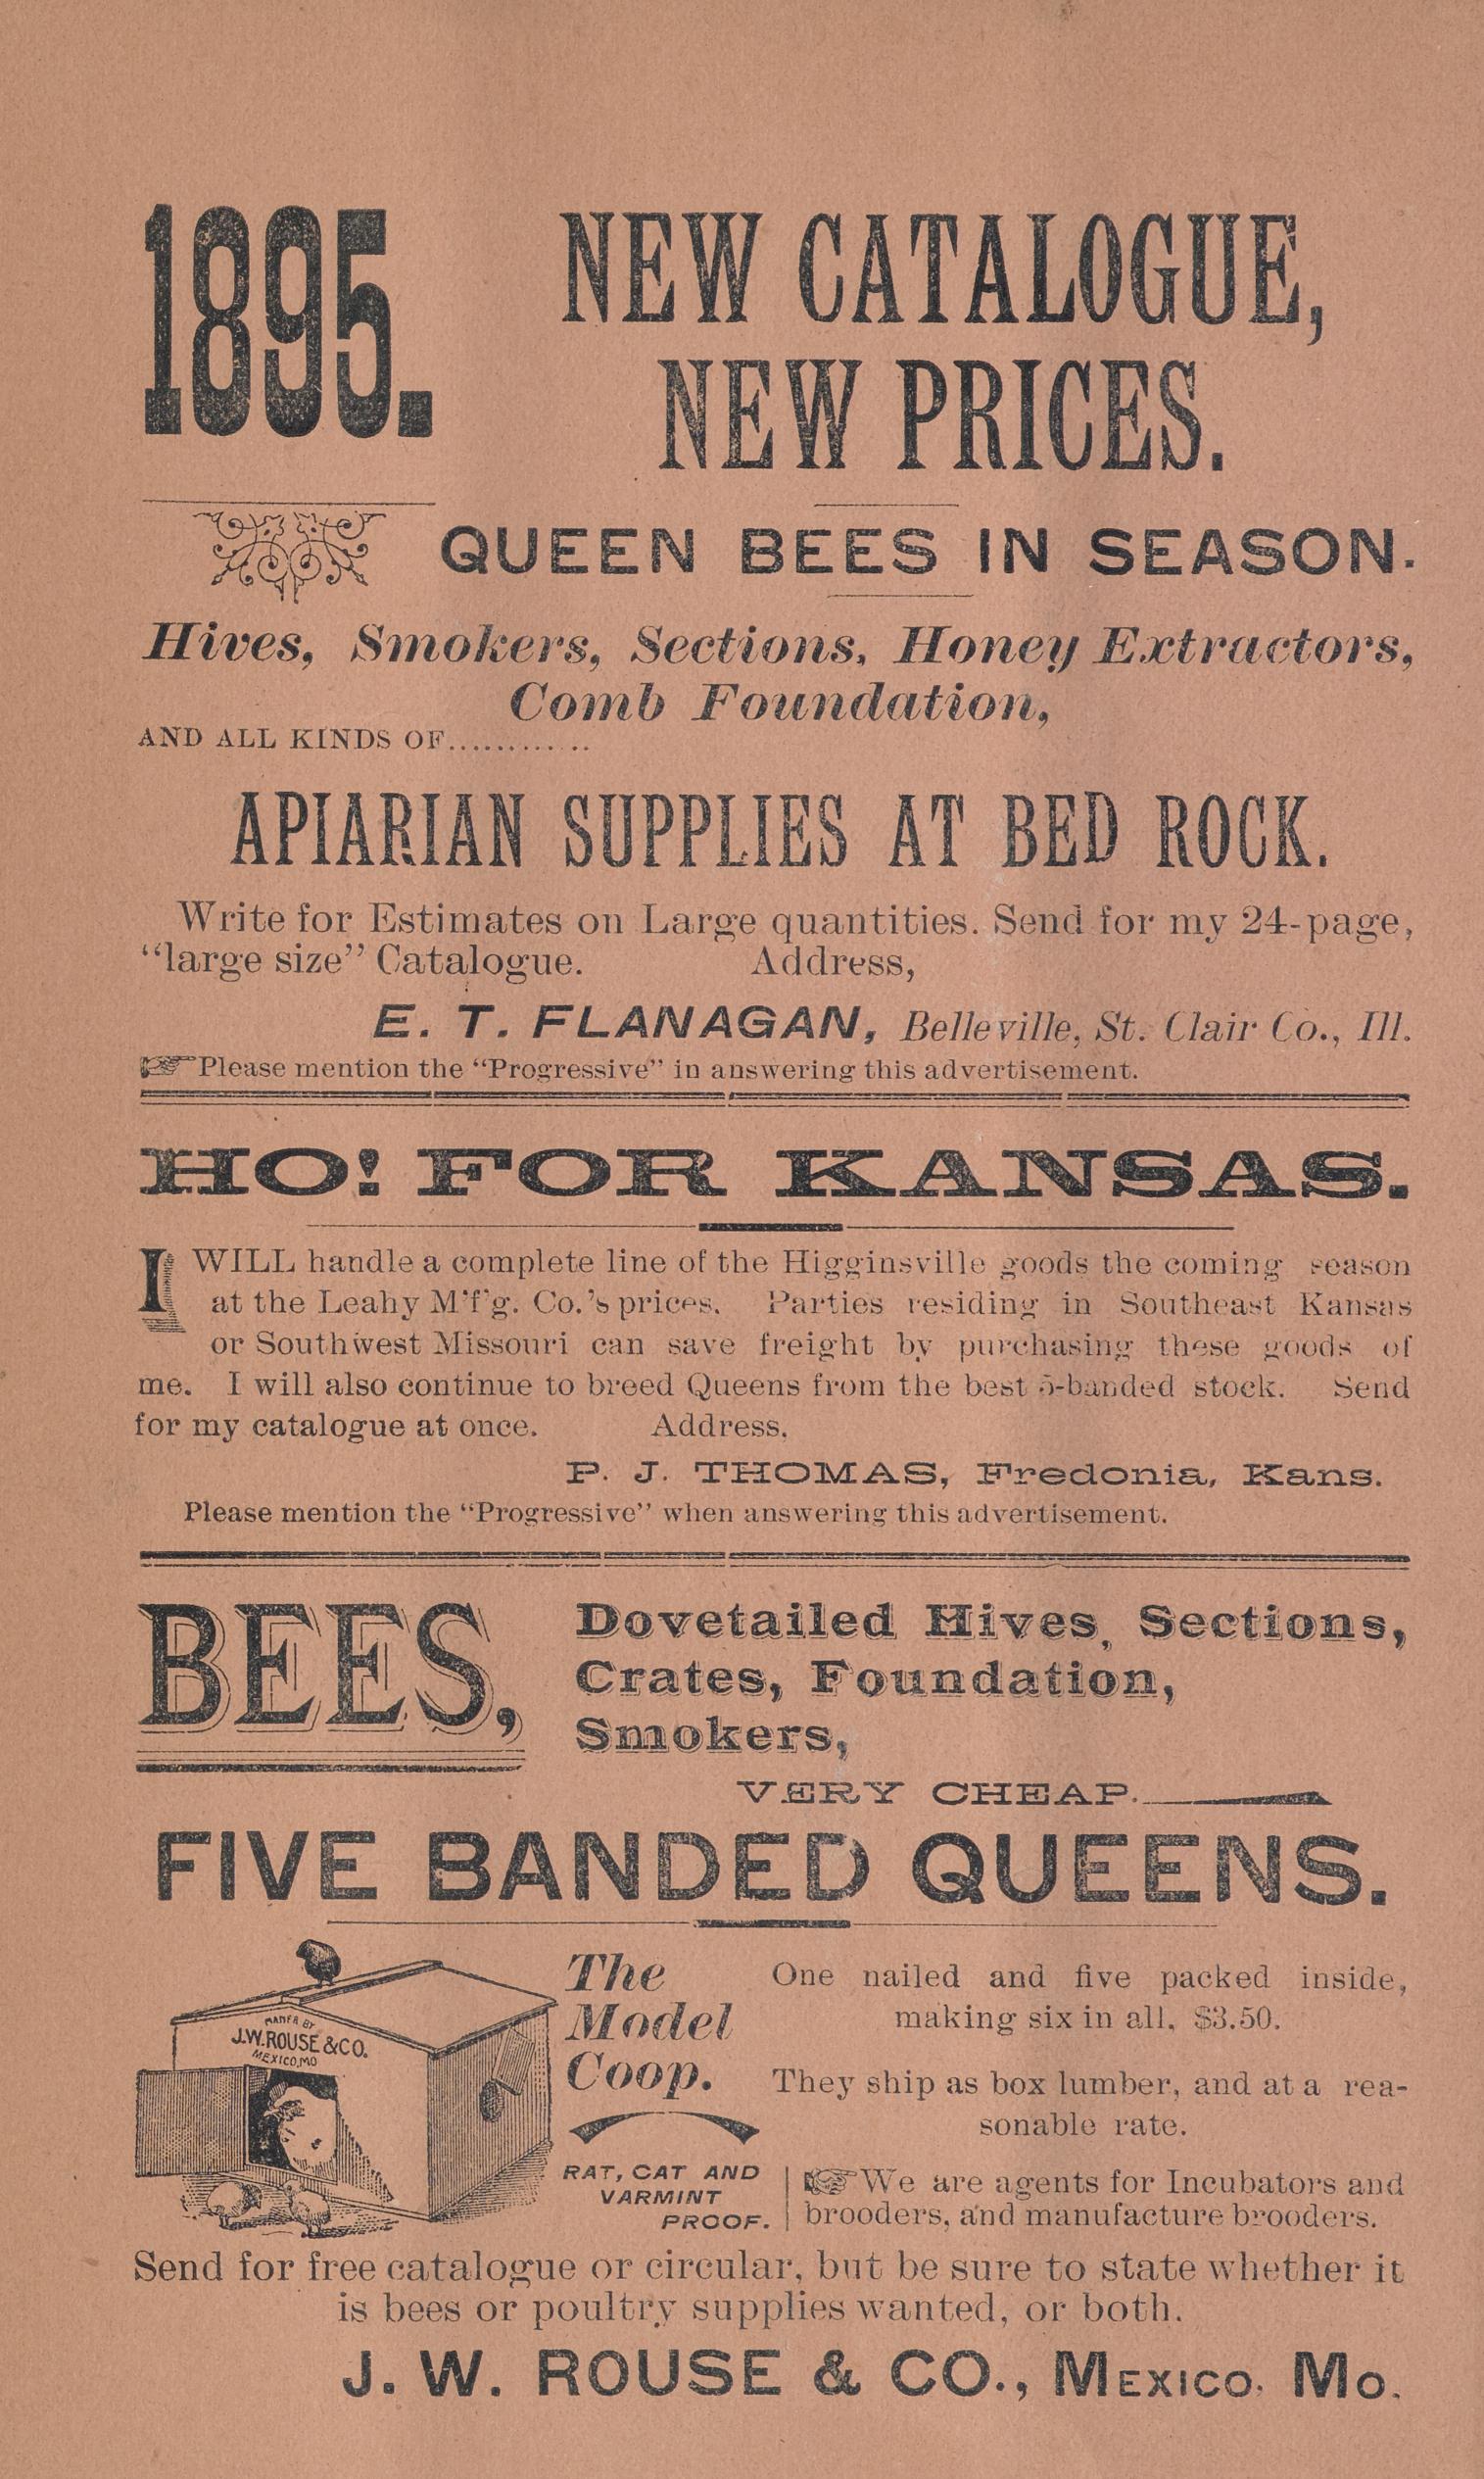 1895.
NEW CATALOGUE,
NEW PRICES.
QUEEN BEES IN SEASON.
Hives, Smokers, Sections, Honey Extractors,
Comb Foundation,
AND ALL KINDS OF............
APIARIAN SUPPLIES AT BED ROCK.
Write for Estimates on Large quantities. Send for my 24-page,
“large size” Catalogue. Address,
E. T. FLANAGAN, Belleville, St. Clair Co., Ill.
☞Please mention the “Progressive” in answering this advertisement.
HO! FOR KANSAS.
I WILL handle a complete line of the Higginsville goods the coming season
at the Leahy M'f'g. Co.'s prices. Parties residing in Southeast Kansas
or Southwest Missouri can save freight by purchasing these goods of
me. I will also continue to breed Queens from the best 5-banded stock. Send
for my catalogue at once. Address,
P. J. THOMAS, Fredonia, Kans.
Please mention the “Progressive” when answering this advertisement.
BEES,
Dovetailed Hives, Sections,
Crates, Foundation,
Smokers,
VERY CHEAP.
FIVE BANDED QUEENS.
MANFR BY
J.W.ROUSE &CO.
MEXICO,MO
The
Model
Coop.
RAT, CAT AND
VARMINT
PROOF.
One nailed and five packed inside,
making six in all, $3.50.
They ship as box lumber, and at a rea-
sonable rate.
☞We are agents for Incubators and
brooders, and manufacture brooders.
Send for free catalogue or circular, but be sure to state whether it
is bees or poultry supplies wanted, or both.
J. W. ROUSE & CO., MEXICO, MO.